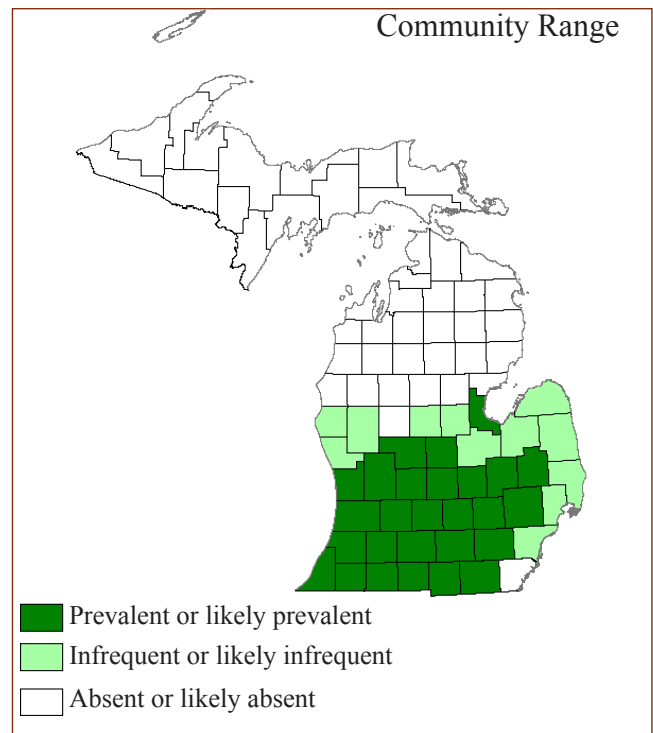 Community Range
Prevalent or likely prevalent
Infrequent or likely infrequent
Absent or likely absent